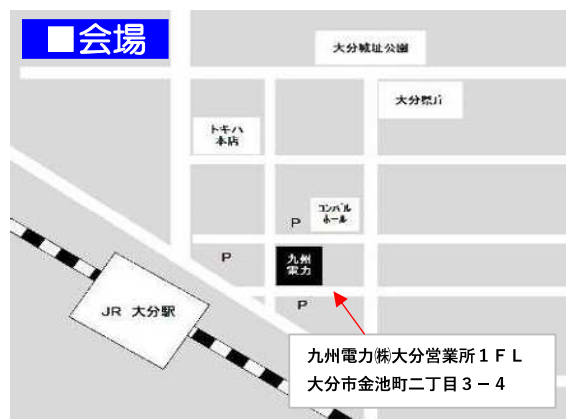 ■会場
大分城址公園
大分県庁
トキハ
本店
コンパル
ホール
P
P
九州
電力
P
JR 大分駅
九州電力㈱大分営業所１ＦＬ
大分市金池町二丁目３－４